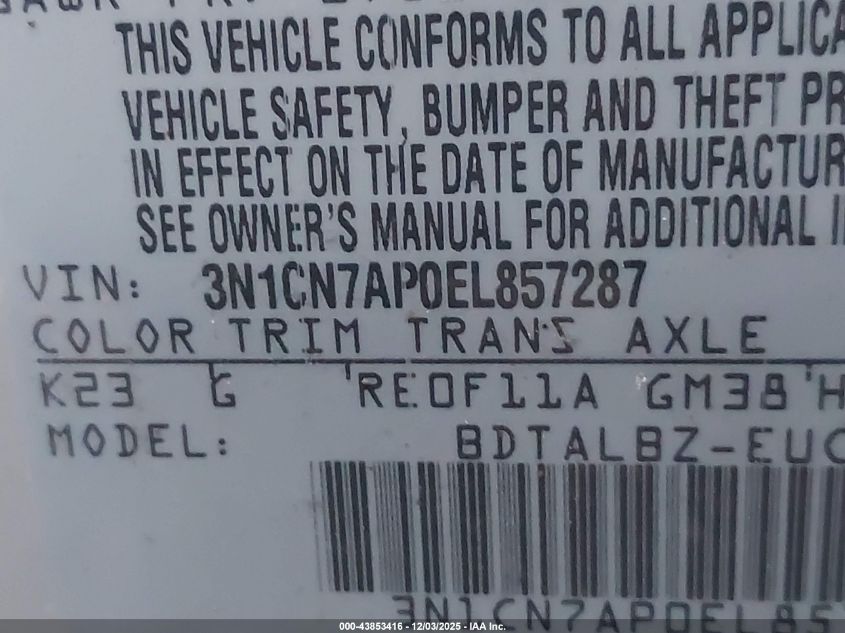 THIS VEHICLE CONFORMS TO ALL APPLICA
VEHICLE SAFETY, BUMPER AND THEFT PR
IN EFFECT ON THE DATE OF MANUFACTUR
SEE OWNER'S MANUAL FOR ADDITIONAL I
VIN: 3N1CN7AP0EL857287
COLOR TRIM TRANS AXLE
K23 G RE0F11A GM38 H
MODEL: BDTALBZ-EUC
3N1CN7AP0EL85
000-43853416 - 12/03/2025 - IAA Inc.